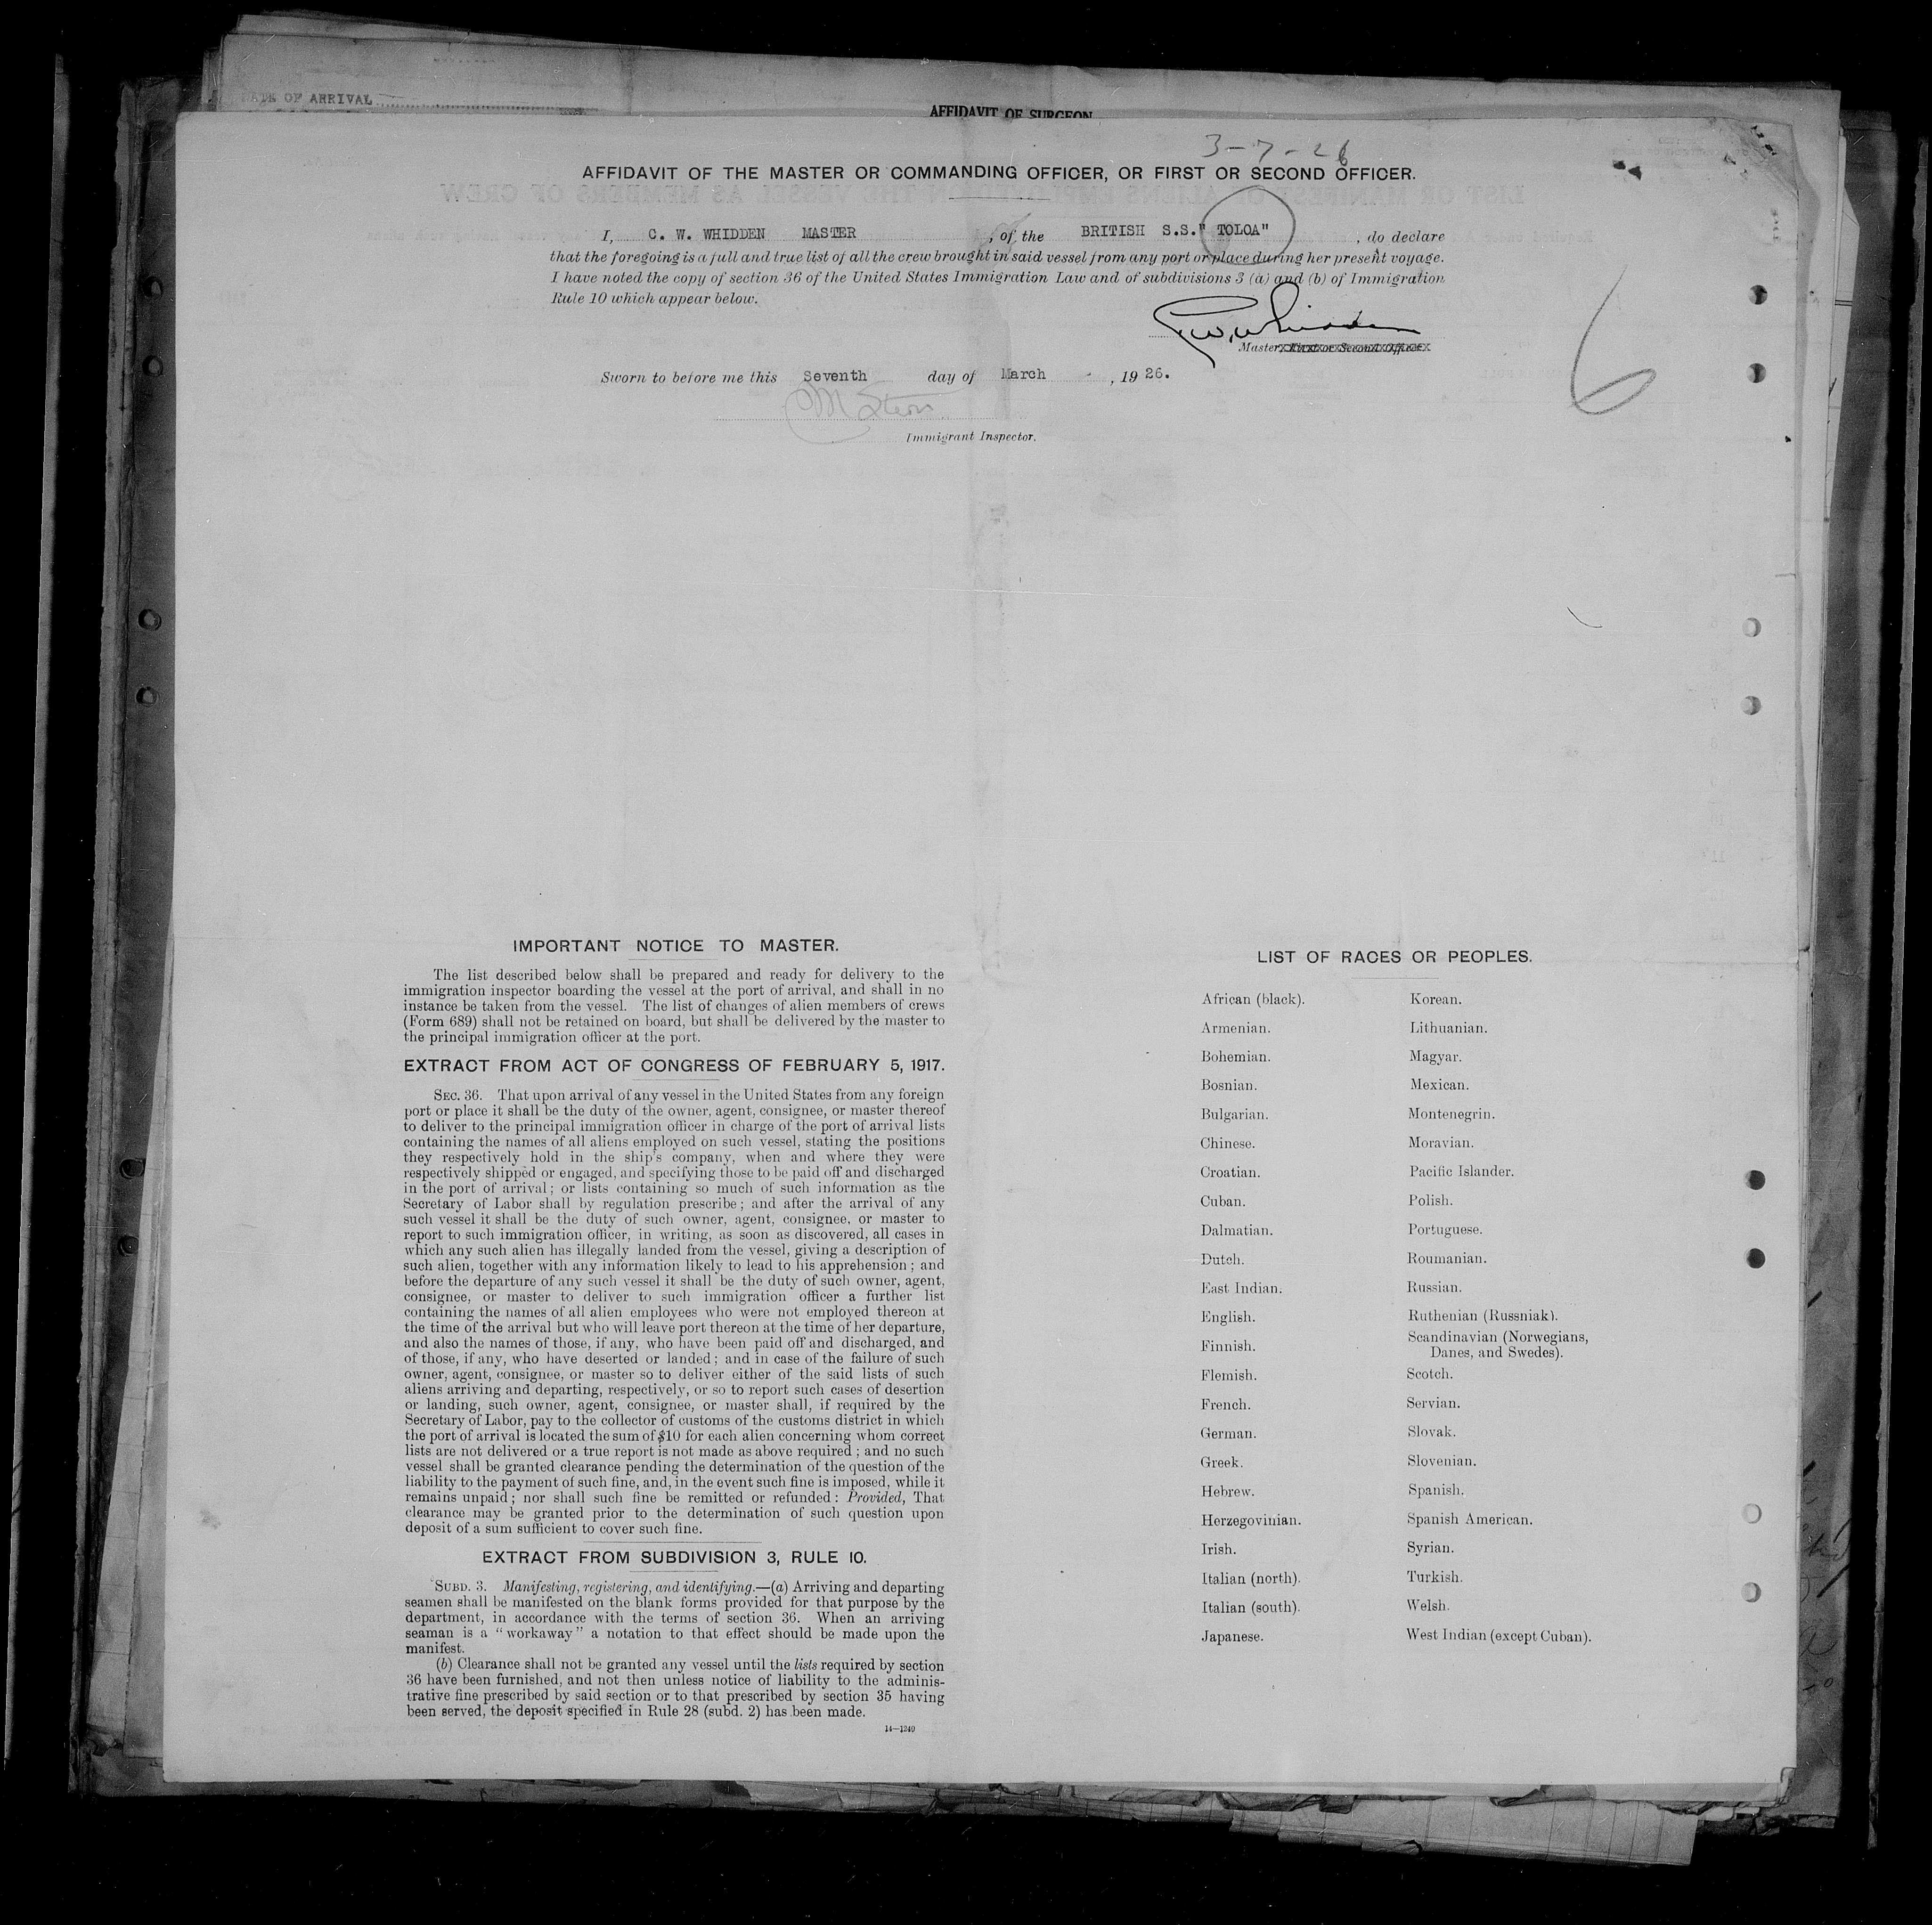 DATE OF ARRIVAL
AFFIDAVIT OF SURGEON
3-7-26
AFFIDAVIT OF THE MASTER OR COMMANDING OFFICER, OR FIRST OR SECOND OFFICER.
I, C. W. WHIDDEN MASTER, of the BRITISH S.S." TOLOA", do declare
that the foregoing is a full and true list of all the crew brought in said vessel from any port or place during her present voyage.
I have noted the copy of section 36 of the United States Immigration Law and of subdivisions 3 (a) and (b) of Immigration
Rule 10 which appear below.
C.W. Whidden
Master, First or Second Officer.
Sworn to before me this Seventh day of March, 1926.
6
Immigrant Inspector.
IMPORTANT NOTICE TO MASTER.
The list described below shall be prepared and ready for delivery to the
immigration inspector boarding the vessel at the port of arrival, and shall in no
instance be taken from the vessel. The list of changes of alien members of crews
(Form 689) shall not be retained on board, but shall be delivered by the master to
the principal immigration officer at the port.
EXTRACT FROM ACT OF CONGRESS OF FEBRUARY 5, 1917.
SEC. 36. That upon arrival of any vessel in the United States from any foreign
port or place it shall be the duty of the owner, agent, consignee, or master thereof
to deliver to the principal immigration officer in charge of the port of arrival lists
containing the names of all aliens employed on such vessel, stating the positions
they respectively hold in the ship's company, when and where they were
respectively shipped or engaged, and specifying those to be paid off and discharged
in the port of arrival; or lists containing so much of such information as the
Secretary of Labor shall by regulation prescribe; and after the arrival of any
such vessel it shall be the duty of such owner, agent, consignee, or master to
report to such immigration officer, in writing, as soon as discovered, all cases in
which any such alien has illegally landed from the vessel, giving a description of
such alien, together with any information likely to lead to his apprehension; and
before the departure of any such vessel it shall be the duty of such owner, agent,
consignee, or master to deliver to such immigration officer a further list
containing the names of all alien employees who were not employed thereon at
the time of the arrival but who will leave port thereon at the time of her departure,
and also the names of those, if any, who have been paid off and discharged, and
of those, if any, who have deserted or landed; and in case of the failure of such
owner, agent, consignee, or master so to deliver either of the said lists of such
aliens arriving and departing, respectively, or so to report such cases of desertion
or landing, such owner, agent, consignee, or master shall, if required by the
Secretary of Labor, pay to the collector of customs of the customs district in which
the port of arrival is located the sum of $10 for each alien concerning whom correct
lists are not delivered or a true report is not made as above required; and no such
vessel shall be granted clearance pending the determination of the question of the
liability to the payment of such fine, and, in the event such fine is imposed, while it
remains unpaid; nor shall such fine be remitted or refunded: Provided, That
clearance may be granted prior to the determination of such question upon
deposit of a sum sufficient to cover such fine.
EXTRACT FROM SUBDIVISION 3, RULE 10.
SUBD. 3. Manifesting, registering, and identifying.—(a) Arriving and departing
seamen shall be manifested on the blank forms provided for that purpose by the
department, in accordance with the terms of section 36. When an arriving
seaman is a "workaway" a notation to that effect should be made upon the
manifest.
(b) Clearance shall not be granted any vessel until the lists required by section
36 have been furnished, and not then unless notice of liability to the adminis-
trative fine prescribed by said section or to that prescribed by section 35 having
been served, the deposit specified in Rule 28 (subd. 2) has been made.
14—1240
LIST OF RACES OR PEOPLES.
African (black). Korean.
Armenian. Lithuanian.
Bohemian. Magyar.
Bosnian. Mexican.
Bulgarian. Montenegrin.
Chinese. Moravian.
Croatian. Pacific Islander.
Cuban. Polish.
Dalmatian. Portuguese.
Dutch. Roumanian.
East Indian. Russian.
English. Ruthenian (Russniak).
Finnish. Scandinavian (Norwegians,
Danes, and Swedes).
Flemish. Scotch.
French. Servian.
German. Slovak.
Greek. Slovenian.
Hebrew. Spanish.
Herzegovinian. Spanish American.
Irish. Syrian.
Italian (north). Turkish.
Italian (south). Welsh.
Japanese. West Indian (except Cuban).